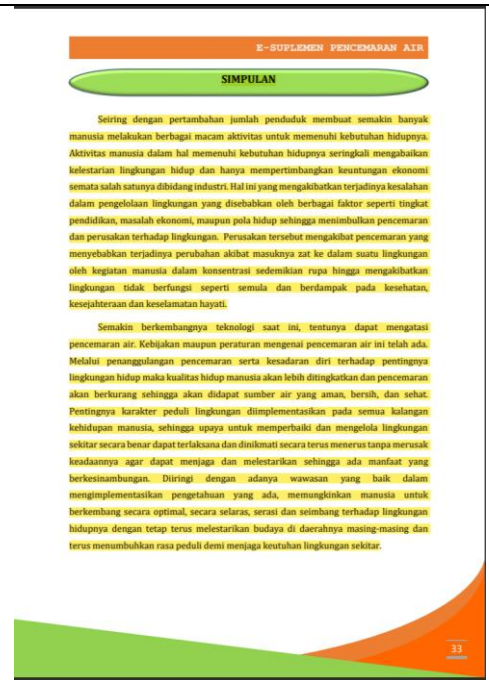 E-SUPLEMEN PENCEMARAN AIR
SIMPULAN
Seiring dengan pertambahan jumlah penduduk membuat semakin banyak
manusia melakukan berbagai macam aktivitas untuk memenuhi kebutuhan hidupnya.
Aktivitas manusia dalam hal memenuhi kebutuhan hidupnya seringkali mengabaikan
kelestarian lingkungan hidup dan hanya mempertimbangkan keuntungan ekonomi
semata salah satunya dibidang industri. Hal ini yang mengakibatkan terjadinya kesalahan
dalam pengelolaan lingkungan yang disebabkan oleh berbagai faktor seperti tingkat
pendidikan, masalah ekonomi, maupun pola hidup sehingga menimbulkan pencemaran
dan perusakan terhadap lingkungan. Perusakan tersebut mengakibat pencemaran yang
menyebabkan terjadinya perubahan akibat masuknya zat ke dalam suatu lingkungan
oleh kegiatan manusia dalam konsentrasi sedemikian rupa hingga mengakibatkan
lingkungan tidak berfungsi seperti semula dan berdampak pada kesehatan,
kesejahteraan dan keselamatan hayati.
Semakin berkembangnya teknologi saat ini, tentunya dapat mengatasi
pencemaran air. Kebijakan maupun peraturan mengenai pencemaran air ini telah ada.
Melalui penanggulangan pencemaran serta kesadaran diri terhadap pentingnya
lingkungan hidup maka kualitas hidup manusia akan lebih ditingkatkan dan pencemaran
akan berkurang sehingga akan didapat sumber air yang aman, bersih, dan sehat.
Pentingnya karakter peduli lingkungan diimplementasikan pada semua kalangan
kehidupan manusia, sehingga upaya untuk memperbaiki dan mengelola lingkungan
sekitar secara benar dapat terlaksana dan dinikmati secara terus menerus tanpa merusak
keadaannya agar dapat menjaga dan melestarikan sehingga ada manfaat yang
berkesinambungan. Diiringi dengan adanya wawasan yang baik dalam
mengimplementasikan pengetahuan yang ada, memungkinkan manusia untuk
berkembang secara optimal, secara selaras, serasi dan seimbang terhadap lingkungan
hidupnya dengan tetap terus melestarikan budaya di daerahnya masing-masing dan
terus menumbuhkan rasa peduli demi menjaga keutuhan lingkungan sekitar.
33